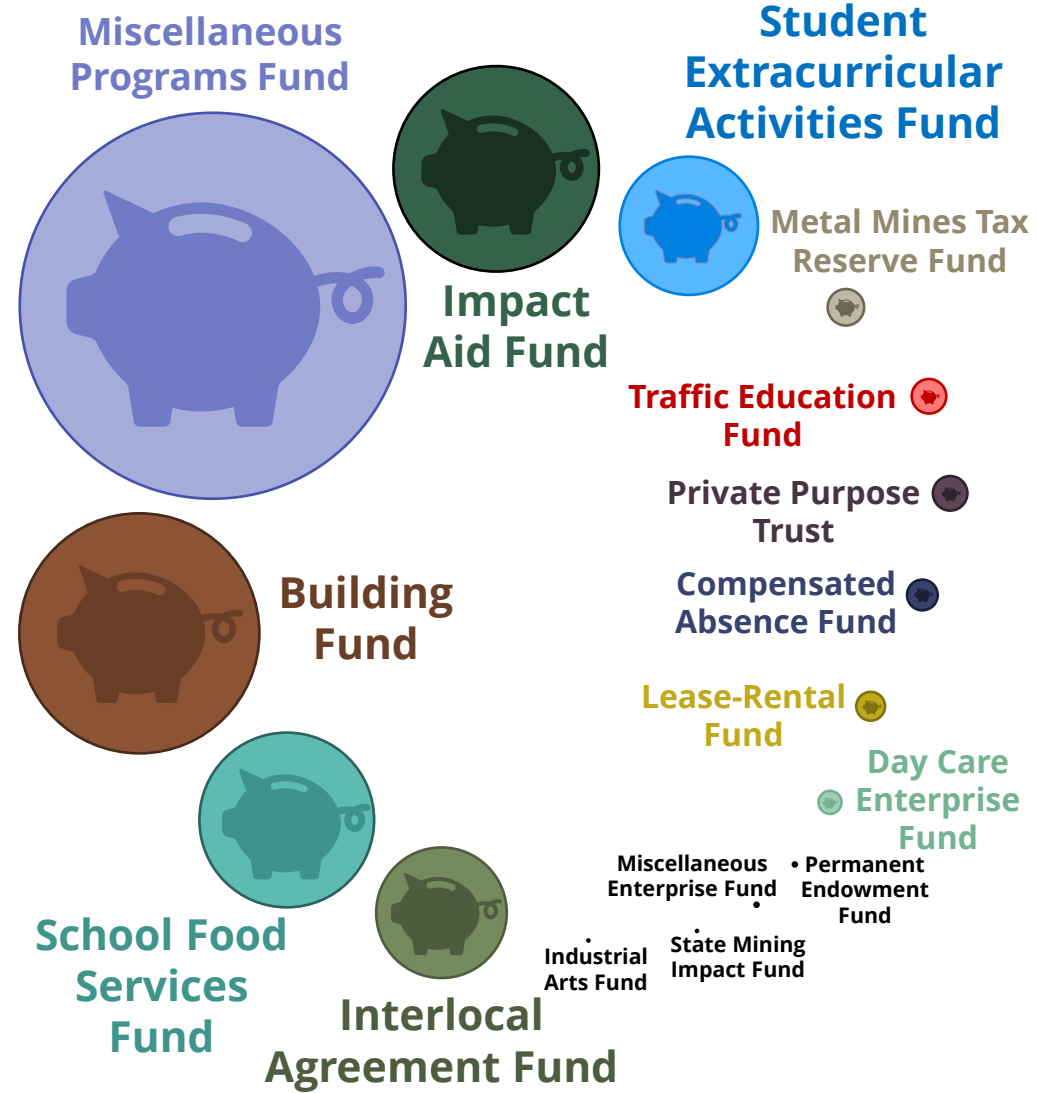 Miscellaneous
Programs Fund
Student
Extracurricular
Activities Fund
Impact
Aid Fund
Metal Mines Tax
Reserve Fund
Traffic Education
Fund
Private Purpose
Trust
Building
Fund
Compensated
Absence Fund
Lease-Rental
Fund
Day Care
Enterprise
Fund
Miscellaneous
Enterprise Fund
Permanent
Endowment
Fund
School Food
Services
Fund
Industrial
Arts Fund
State Mining
Impact Fund
Interlocal
Agreement Fund